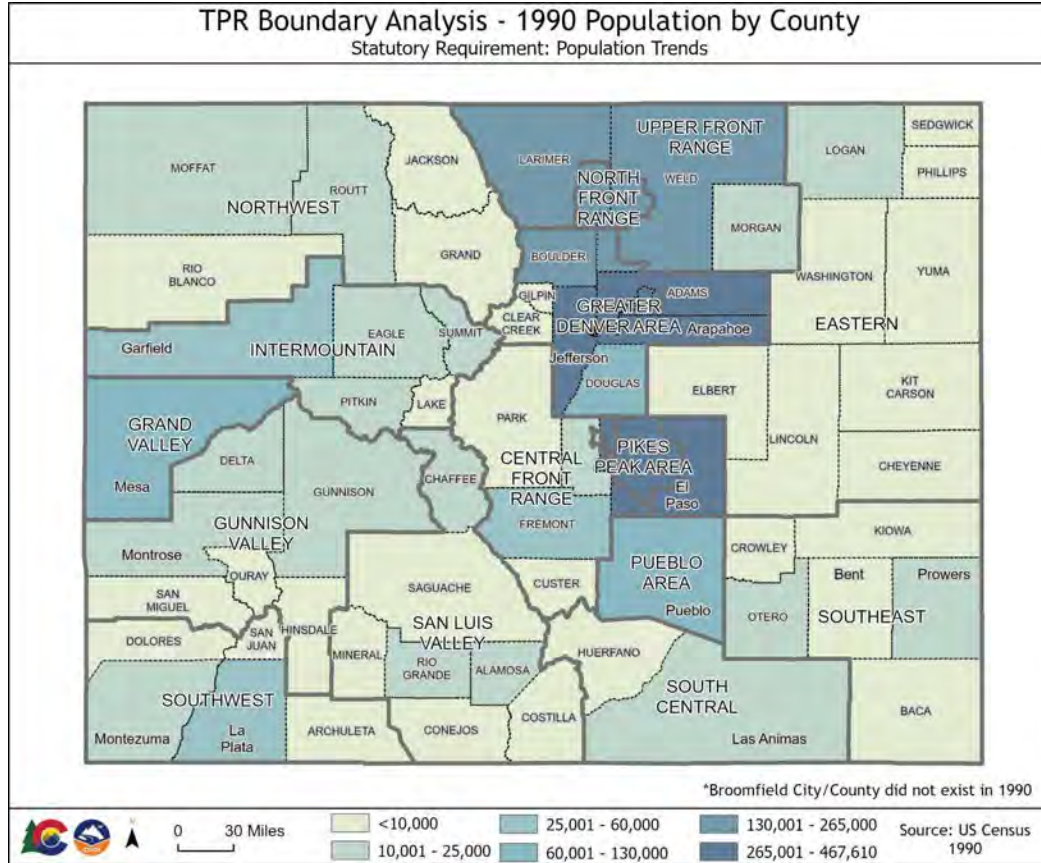 TPR Boundary Analysis - 1990 Population by County
Statutory Requirement: Population Trends
SEDGWICK
LOGAN
PHILLIPS
UPPER FRONT
RANGE
LARIMER
WELD
JACKSON
MOFFAT
ROUTT
NORTHWEST
NORTH
FRONT
RANGE
MORGAN
GRAND
BOULDER
RIO
BLANCO
WASHINGTON
YUMA
GILPIN
CLEAR
CREEK
ADAMS
GREATER
DENVER AREA
Arapahoe
EASTERN
EAGLE
SUMMIT
Garfield
INTERMOUNTAIN
Jefferson
DOUGLAS
ELBERT
KIT
CARSON
PITKIN
LAKE
PARK
GRAND
VALLEY
LINCOLN
CHEYENNE
PIKES
PEAK AREA
El
Paso
CENTRAL
FRONT
RANGE
DELTA
Mesa
GUNNISON
CHAFFEE
FREMONT
KIOWA
GUNNISON
VALLEY
Montrose
CROWLEY
PUEBLO
AREA
Pueblo
Bent
Prowers
OURAY
SAGUACHE
CUSTER
SAN
MIGUEL
OTERO
SOUTHEAST
DOLORES
SAN
JUAN
HINSDALE
SAN LUIS
VALLEY
MINERAL
RIO
GRANDE
ALAMOSA
HUERFANO
SOUTH
CENTRAL
SOUTHWEST
La
Plata
Montezuma
ARCHULETA
CONEJOS
COSTILLA
Las Animas
BACA
*Broomfield City/County did not exist in 1990
N
0 30 Miles
<10,000
10,001 - 25,000
25,001 - 60,000
60,001 - 130,000
130,001 - 265,000
265,001 - 467,610
Source: US Census
1990